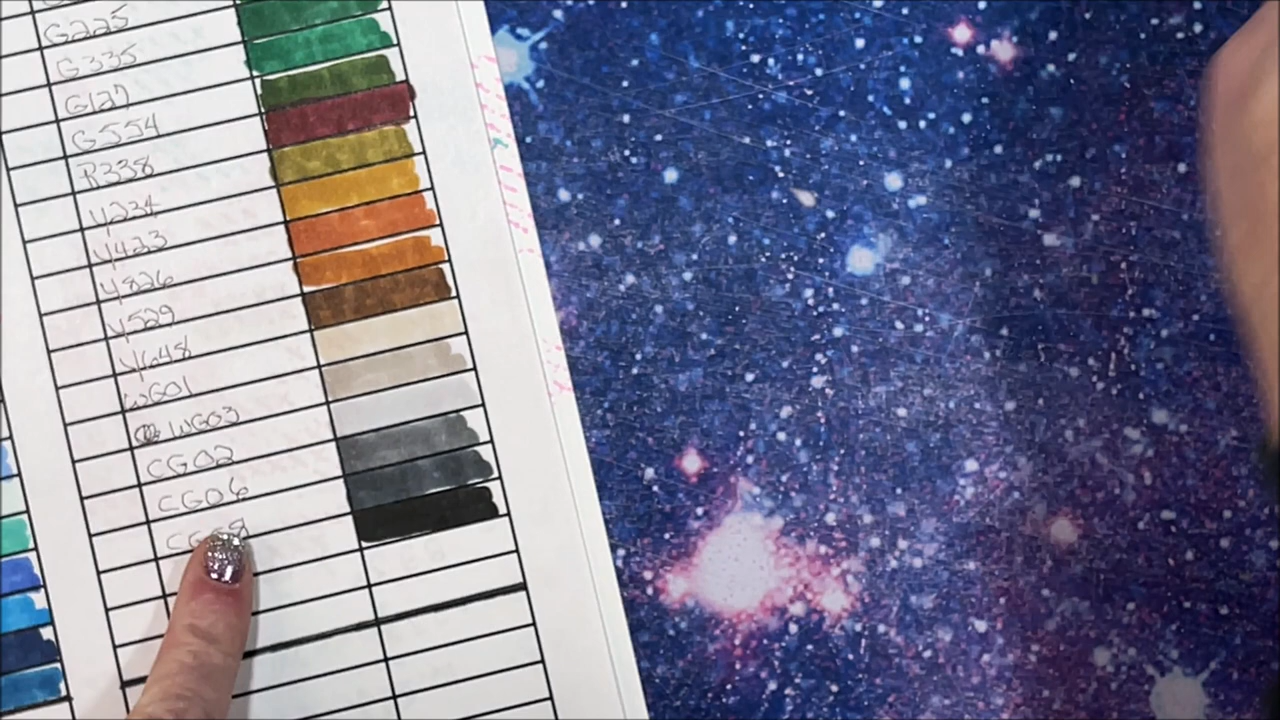 G225
G335
G127
G554
R338
Y234
Y423
Y826
Y529
Y648
WG01
WG03
CG02
CG06